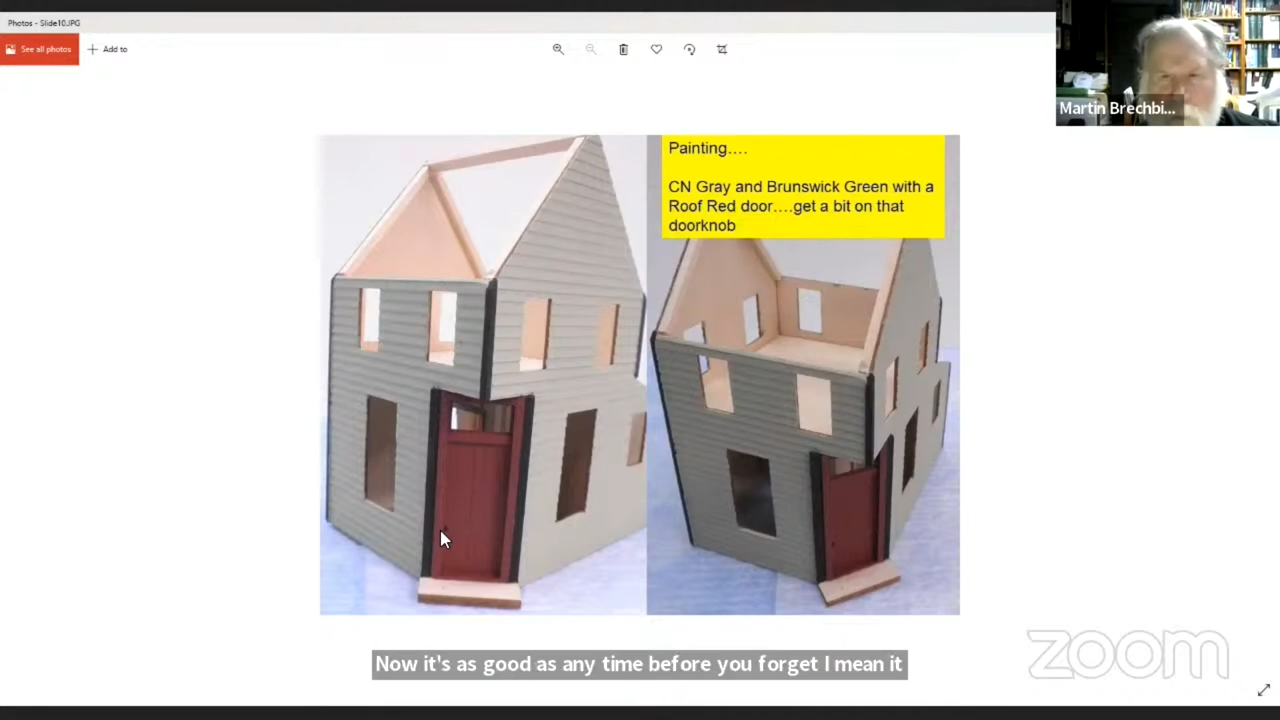 Photos - Slide10.JPG
See all photos
Add to
Martin Brechbi...
Painting....
CN Gray and Brunswick Green with a
Roof Red door....get a bit on that
doorknob
Now it's as good as any time before you forget I mean it
zoom